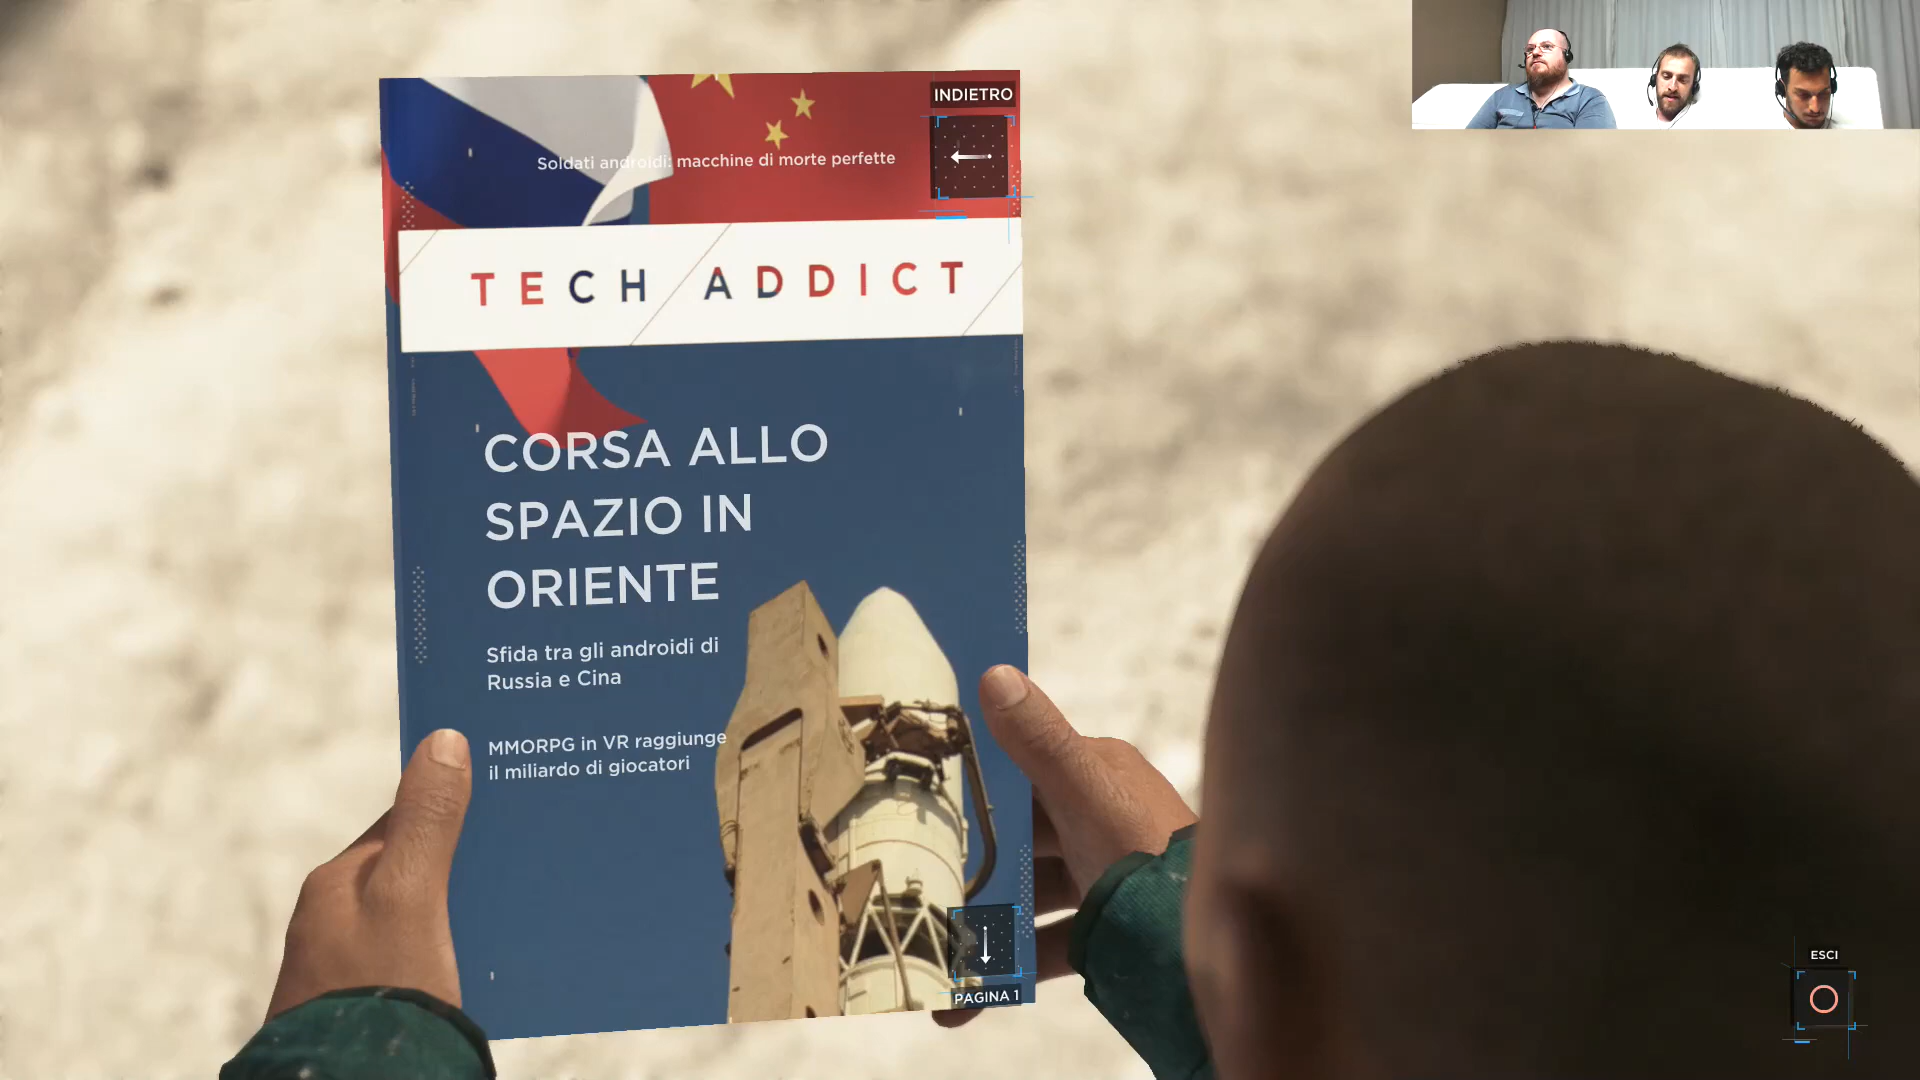 INDIETRO
Soldati androidi: macchine di morte perfette
TECH ADDICT
CORSA ALLO
SPAZIO IN
ORIENTE
Sfida tra gli androidi di
Russia e Cina
MMORPG in VR raggiunge
il miliardo di giocatori
PAGINA 1
ESCI